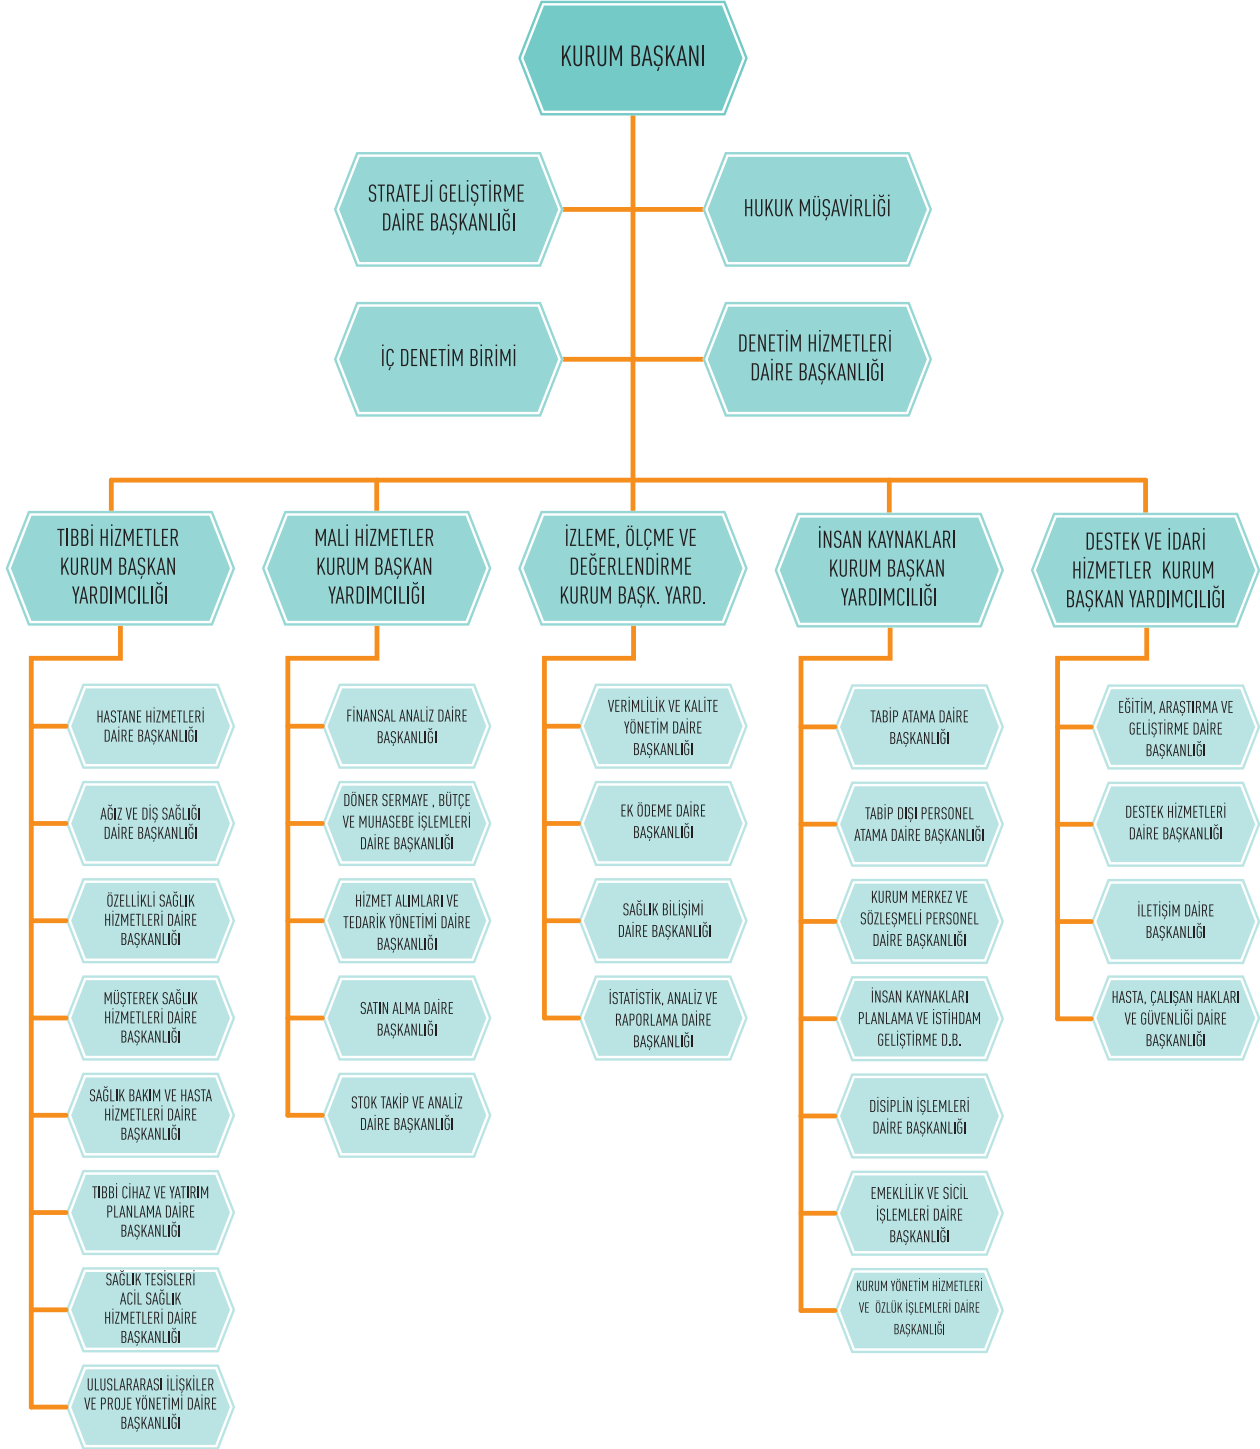 KURUM BAŞKANI
STRATEJİ GELİŞTİRME
DAİRE BAŞKANLIĞI
HUKUK MÜŞAVİRLİĞİ
İÇ DENETİM BİRİMİ
DENETİM HİZMETLERİ
DAİRE BAŞKANLIĞI
TIBBİ HİZMETLER
KURUM BAŞKAN
YARDIMCILIĞI
HASTANE HİZMETLERİ
DAİRE BAŞKANLIĞI
AĞIZ VE DİŞ SAĞLIĞI
DAİRE BAŞKANLIĞI
ÖZELLİKLİ SAĞLIK
HİZMETLERİ DAİRE
BAŞKANLIĞI
MÜŞTEREK SAĞLIK
HİZMETLERİ DAİRE
BAŞKANLIĞI
SAĞLIK BAKIM VE HASTA
HİZMETLERİ DAİRE
BAŞKANLIĞI
TIBBİ CİHAZ VE YATIRIM
PLANLAMA DAİRE
BAŞKANLIĞI
SAĞLIK TESİSLERİ
ACİL SAĞLIK
HİZMETLERİ DAİRE
BAŞKANLIĞI
ULUSLARARASI İLİŞKİLER
VE PROJE YÖNETİMİ DAİRE
BAŞKANLIĞI
MALİ HİZMETLER
KURUM BAŞKAN
YARDIMCILIĞI
FİNANSAL ANALİZ DAİRE
BAŞKANLIĞI
DÖNER SERMAYE , BÜTÇE
VE MUHASEBE İŞLEMLERİ
DAİRE BAŞKANLIĞI
HİZMET ALIMLARI VE
TEDARİK YÖNETİMİ DAİRE
BAŞKANLIĞI
SATIN ALMA DAİRE
BAŞKANLIĞI
STOK TAKİP VE ANALİZ
DAİRE BAŞKANLIĞI
İZLEME, ÖLÇME VE
DEĞERLENDİRME
KURUM BAŞK. YARD.
VERİMLİLİK VE KALİTE
YÖNETİM DAİRE
BAŞKANLIĞI
EK ÖDEME DAİRE
BAŞKANLIĞI
SAĞLIK BİLİŞİMİ
DAİRE BAŞKANLIĞI
İSTATİSTİK, ANALİZ VE
RAPORLAMA DAİRE
BAŞKANLIĞI
İNSAN KAYNAKLARI
KURUM BAŞKAN
YARDIMCILIĞI
TABİP ATAMA DAİRE
BAŞKANLIĞI
TABİP DIŞI PERSONEL
ATAMA DAİRE BAŞKANLIĞI
KURUM MERKEZ VE
SÖZLEŞMELİ PERSONEL
DAİRE BAŞKANLIĞI
İNSAN KAYNAKLARI
PLANLAMA VE İSTİHDAM
GELİŞTİRME D.B.
DİSİPLİN İŞLEMLERİ
DAİRE BAŞKANLIĞI
EMEKLİLİK VE SİCİL
İŞLEMLERİ DAİRE
BAŞKANLIĞI
KURUM YÖNETİM HİZMETLERİ
VE ÖZLÜK İŞLEMLERİ DAİRE
BAŞKANLIĞI
DESTEK VE İDARİ
HİZMETLER KURUM
BAŞKAN YARDIMCILIĞI
EĞİTİM, ARAŞTIRMA VE
GELİŞTİRME DAİRE
BAŞKANLIĞI
DESTEK HİZMETLERİ
DAİRE BAŞKANLIĞI
İLETİŞİM DAİRE
BAŞKANLIĞI
HASTA, ÇALIŞAN HAKLARI
VE GÜVENLİĞİ DAİRE
BAŞKANLIĞI